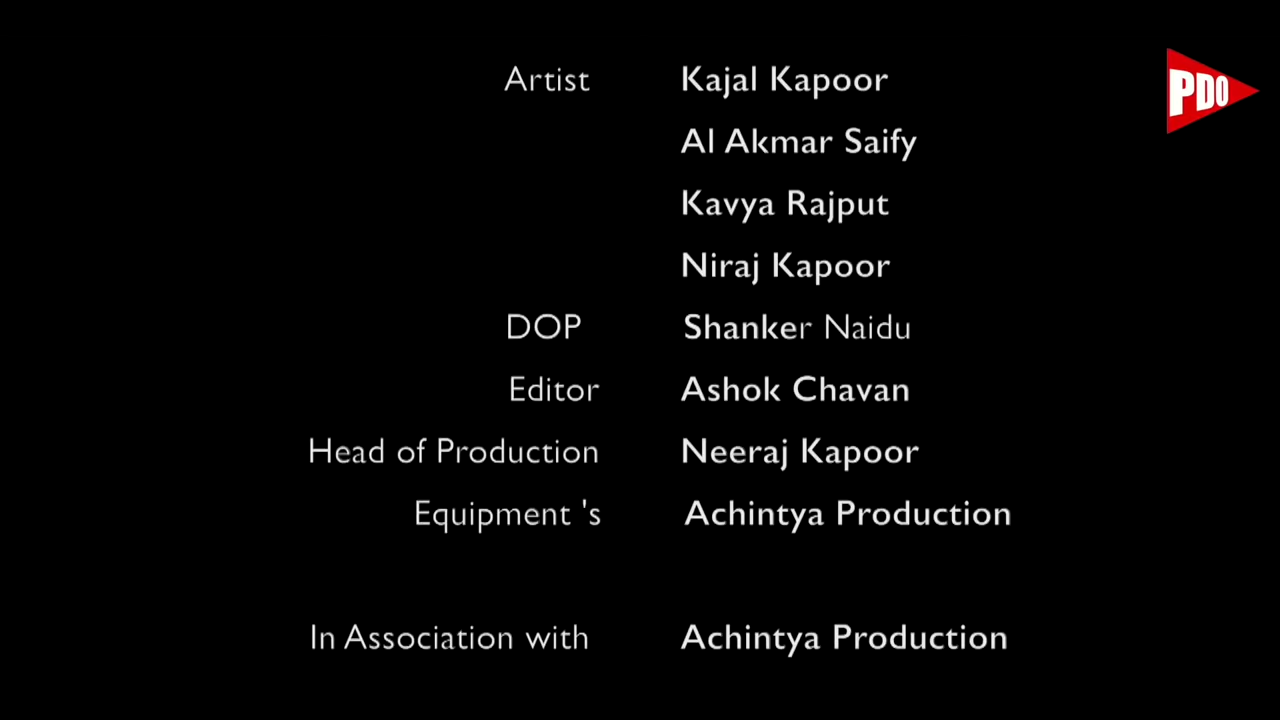 Artist Kajal Kapoor
PDO
Al Akmar Saify
Kavya Rajput
Niraj Kapoor
DOP Shanker Naidu
Editor Ashok Chavan
Head of Production Neeraj Kapoor
Equipment 's Achintya Production
In Association with Achintya Production